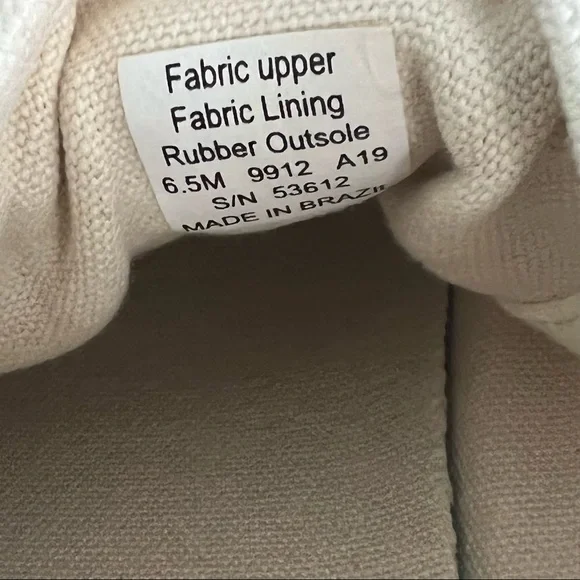 Fabric upper
Fabric Lining
Rubber Outsole
6.5M 9912 A19
S/N 53612
MADE IN BRAZIL